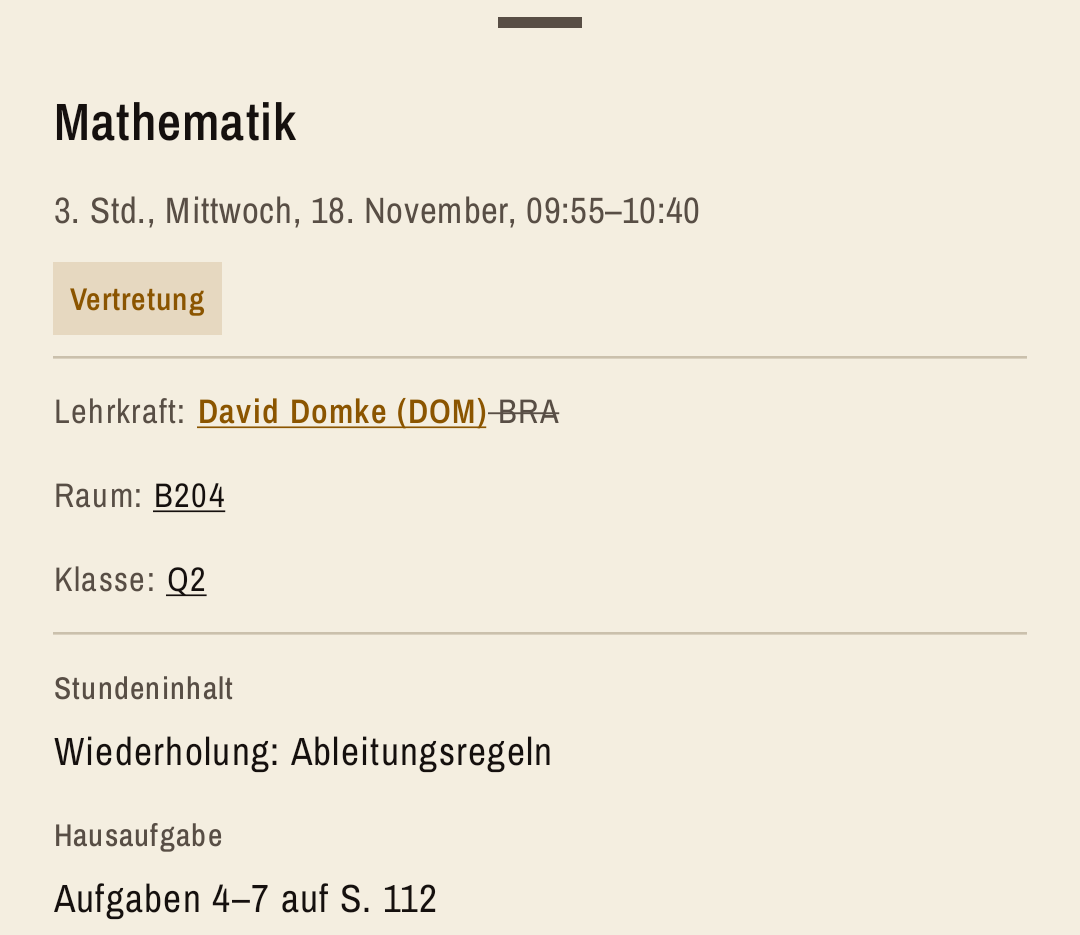 Mathematik
3. Std., Mittwoch, 18. November, 09:55–10:40
Vertretung
Lehrkraft: David Domke (DOM) BRA
Raum: B204
Klasse: Q2
Stundeninhalt
Wiederholung: Ableitungsregeln
Hausaufgabe
Aufgaben 4–7 auf S. 112